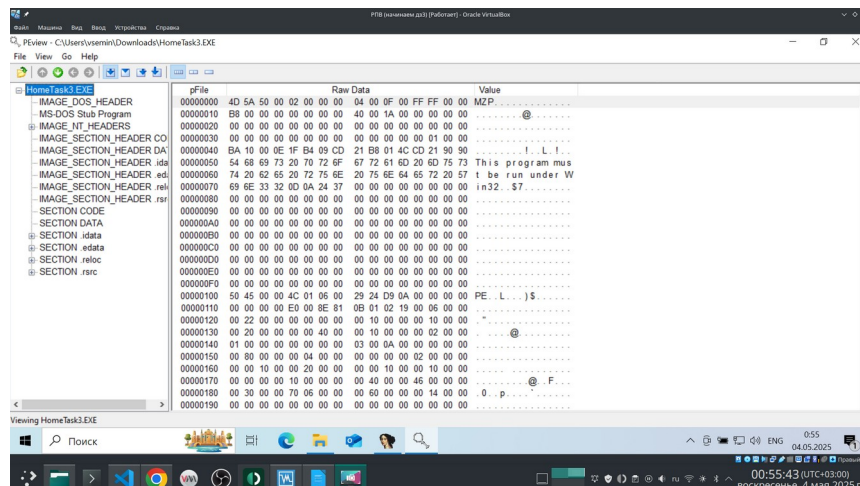 РПВ (начинаем дз3) [Работает] - Oracle VirtualBox
Файл Машина Вид Ввод Устройства Справка
PEview - C:\Users\vsemin\Downloads\HomeTask3.EXE
File View Go Help
HomeTask3.EXE
IMAGE_DOS_HEADER
MS-DOS Stub Program
IMAGE_NT_HEADERS
IMAGE_SECTION_HEADER CO
IMAGE_SECTION_HEADER DA
IMAGE_SECTION_HEADER .ida
IMAGE_SECTION_HEADER .eda
IMAGE_SECTION_HEADER .relo
IMAGE_SECTION_HEADER .rsr
SECTION CODE
SECTION DATA
SECTION .idata
SECTION .edata
SECTION .reloc
SECTION .rsrc
pFile Raw Data Value
00000000 4D 5A 50 00 02 00 00 00 04 00 0F 00 FF FF 00 00 MZP.............
00000010 B8 00 00 00 00 00 00 00 40 00 1A 00 00 00 00 00 ........@.......
00000020 00 00 00 00 00 00 00 00 00 00 00 00 00 00 00 00 ................
00000030 00 00 00 00 00 00 00 00 00 00 00 00 00 01 00 00 ................
00000040 BA 10 00 0E 1F B4 09 CD 21 B8 01 4C CD 21 90 90 ........!..L.!..
00000050 54 68 69 73 20 70 72 6F 67 72 61 6D 20 6D 75 73 This program mus
00000060 74 20 62 65 20 72 75 6E 20 75 6E 64 65 72 20 57 t be run under W
00000070 69 6E 33 32 0D 0A 24 37 00 00 00 00 00 00 00 00 in32..$7........
00000080 00 00 00 00 00 00 00 00 00 00 00 00 00 00 00 00 ................
00000090 00 00 00 00 00 00 00 00 00 00 00 00 00 00 00 00 ................
000000A0 00 00 00 00 00 00 00 00 00 00 00 00 00 00 00 00 ................
000000B0 00 00 00 00 00 00 00 00 00 00 00 00 00 00 00 00 ................
000000C0 00 00 00 00 00 00 00 00 00 00 00 00 00 00 00 00 ................
000000D0 00 00 00 00 00 00 00 00 00 00 00 00 00 00 00 00 ................
000000E0 00 00 00 00 00 00 00 00 00 00 00 00 00 00 00 00 ................
000000F0 00 00 00 00 00 00 00 00 00 00 00 00 00 00 00 00 ................
00000100 50 45 00 00 4C 01 06 00 29 24 D9 0A 00 00 00 00 PE..L...)$......
00000110 00 00 00 00 E0 00 8E 81 0B 01 02 19 00 06 00 00 ................
00000120 00 22 00 00 00 00 00 00 00 10 00 00 00 10 00 00 ."..............
00000130 00 20 00 00 00 00 40 00 00 10 00 00 00 02 00 00 . ....@.........
00000140 01 00 00 00 00 00 00 00 03 00 0A 00 00 00 00 00 ................
00000150 00 80 00 00 00 04 00 00 00 00 00 00 02 00 00 00 ................
00000160 00 00 10 00 00 20 00 00 00 00 10 00 00 10 00 00 ..... ..........
00000170 00 00 00 00 10 00 00 00 00 40 00 00 46 00 00 00 .........@..F...
00000180 00 30 00 00 70 06 00 00 00 60 00 00 00 14 00 00 .0..p....`......
00000190 00 00 00 00 00 00 00 00 00 00 00 00 00 00 00 00 ................
Viewing HomeTask3.EXE
Поиск
ENG
0:55
04.05.2025
1
ru
00:55:43 (UTC+03:00)
воскресенье, 4 мая 2025 г.